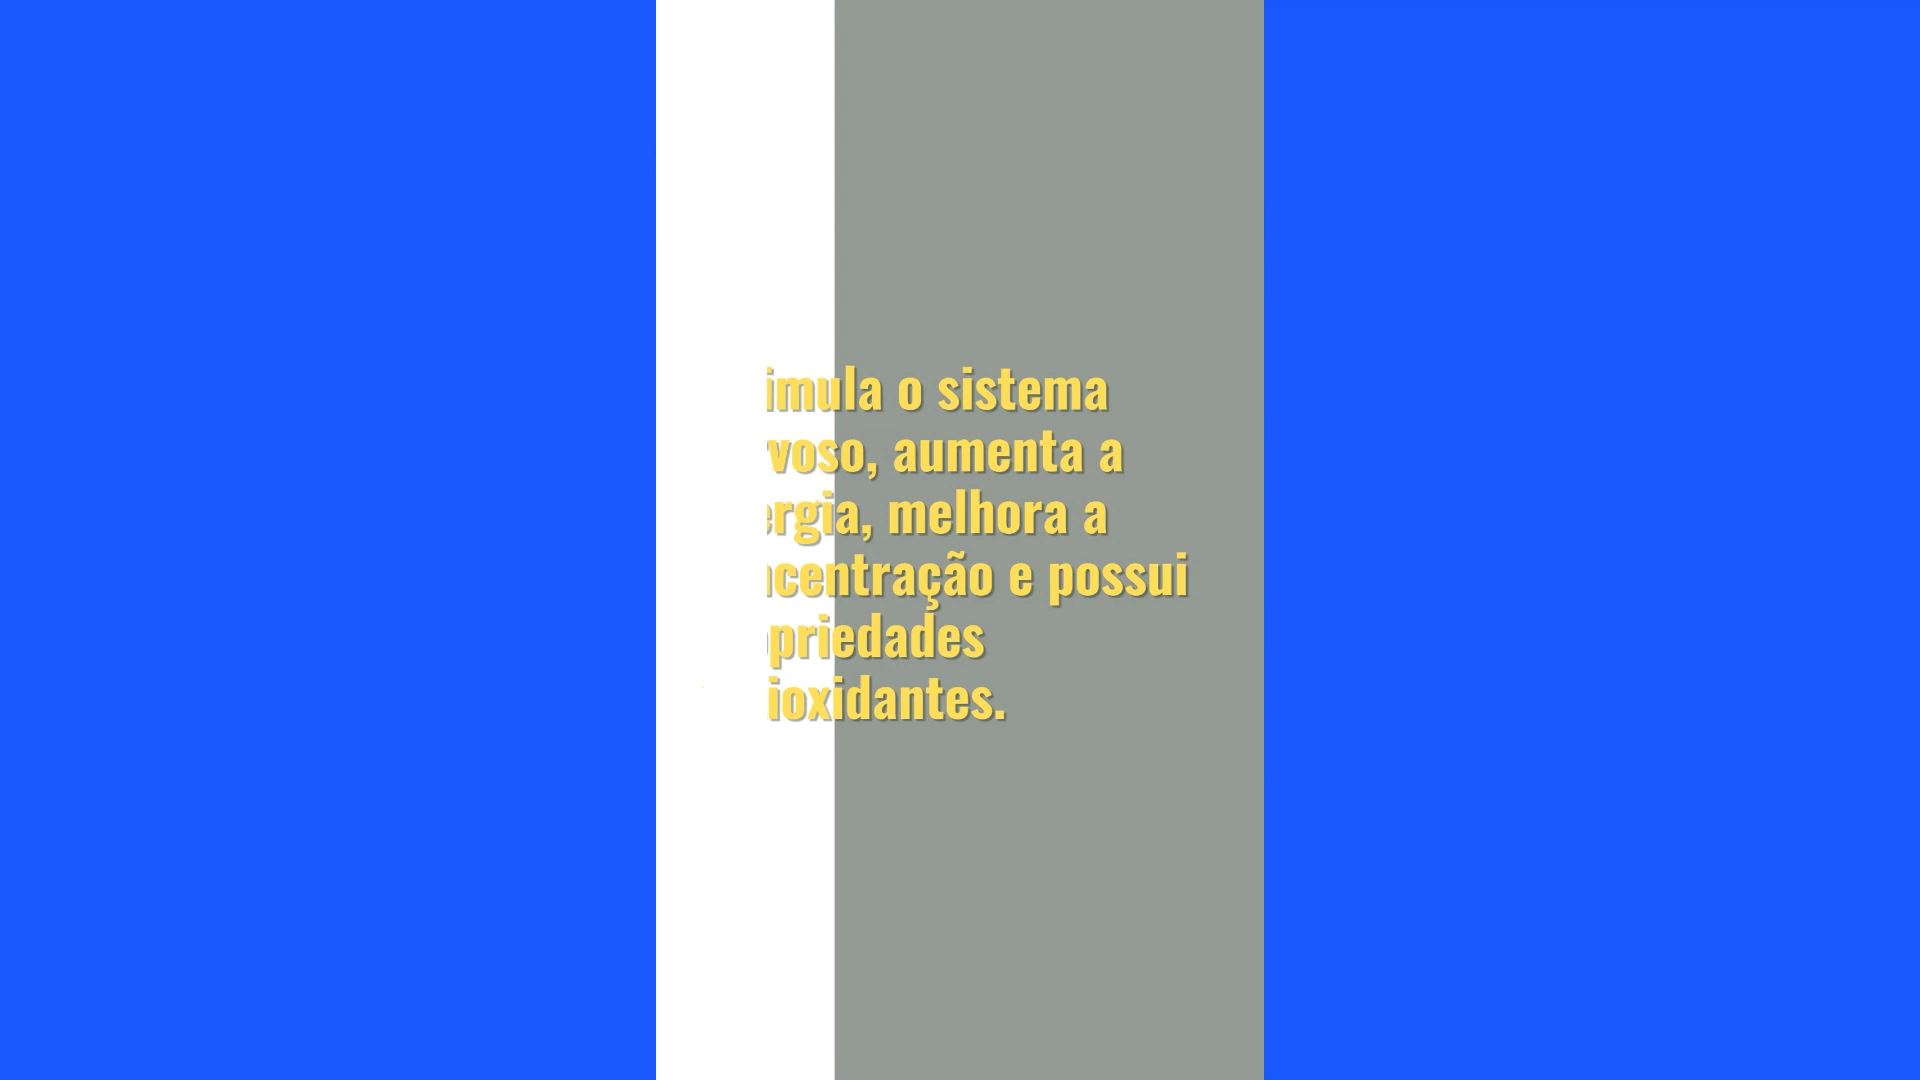 imula o sistema
voso, aumenta a
ergia, melhora a
centração e possui
priedades
ioxidantes.